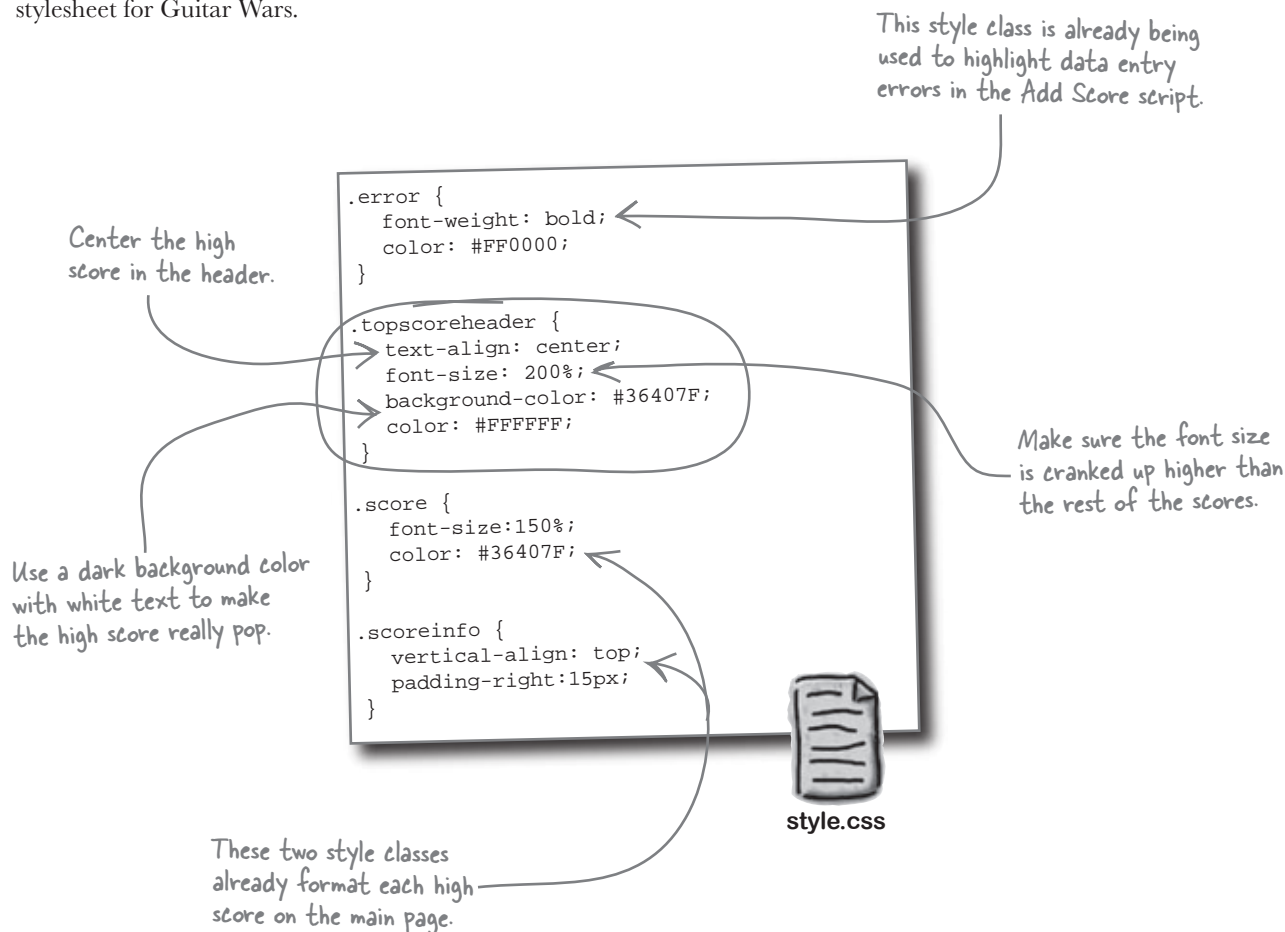 stylesheet for Guitar Wars.
This style class is already being
used to highlight data entry
errors in the Add Score script.
.error {
font-weight: bold;
color: #FF0000;
}
Center the high
score in the header.
.topscoreheader {
text-align: center;
font-size: 200%;
background-color: #36407F;
color: #FFFFFF;
}
Make sure the font size
is cranked up higher than
the rest of the scores.
.score {
font-size:150%;
color: #36407F;
}
Use a dark background color
with white text to make
the high score really pop.
.scoreinfo {
vertical-align: top;
padding-right:15px;
}
style.css
These two style classes
already format each high
score on the main page.